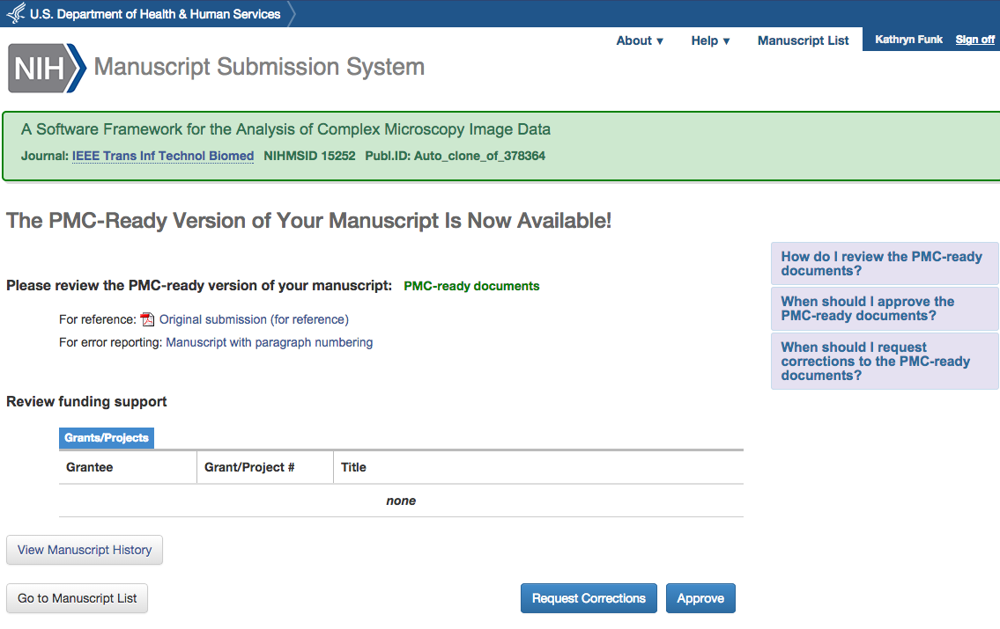 U.S. Department of Health & Human Services
About ▼ Help ▼ Manuscript List Kathryn Funk Sign off
NIH Manuscript Submission System
A Software Framework for the Analysis of Complex Microscopy Image Data
Journal: IEEE Trans Inf Technol Biomed NIHMSID 15252 Publ.ID: Auto_clone_of_378364
The PMC-Ready Version of Your Manuscript Is Now Available!
How do I review the PMC-ready
documents?
When should I approve the
PMC-ready documents?
When should I request
corrections to the PMC-ready
documents?
Please review the PMC-ready version of your manuscript: PMC-ready documents
For reference: Original submission (for reference)
For error reporting: Manuscript with paragraph numbering
Review funding support
Grants/Projects
Grantee Grant/Project # Title
none
View Manuscript History
Go to Manuscript List Request Corrections Approve